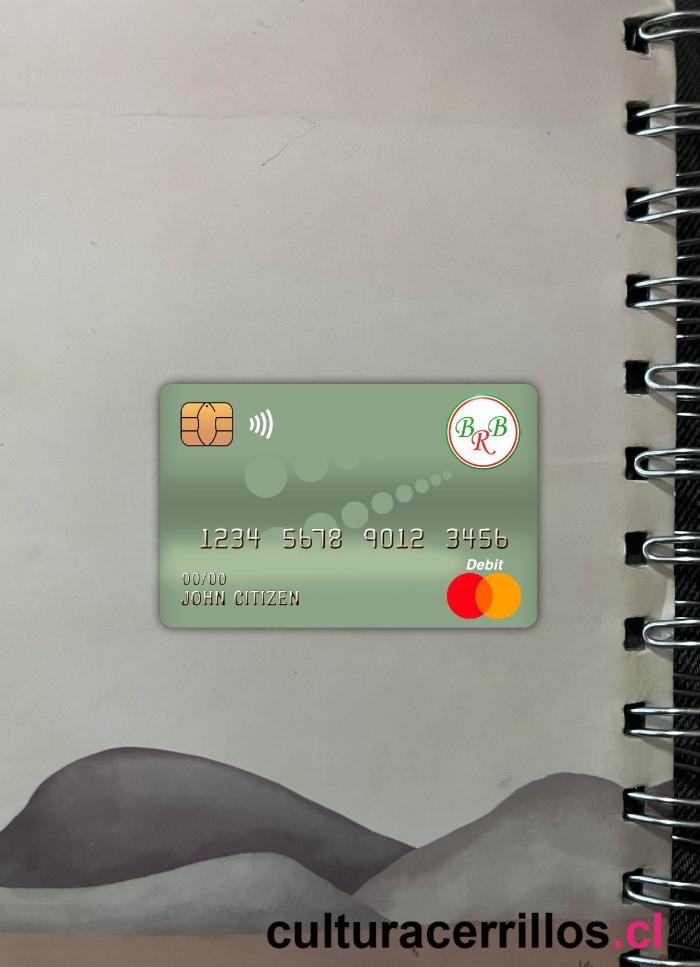 BRB
1234 5678 9012 3456
Debit
00/00
JOHN CITIZEN
culturacerrillos.cl